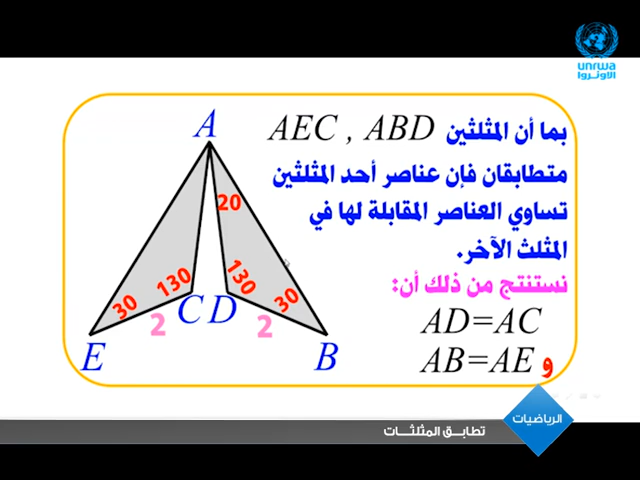 unrwa
الاونروا
بما أن المثلثين AEC , ABD
متطابقان فإن عناصر أحد المثلثين
تساوي العناصر المقابلة لها في
المثلث الآخر.
نستنتج من ذلك أن:
AD=AC
و AB=AE
A
20
130
130
30
30
C D
2
2
E
B
الرياضيات
تطابق المثلثات